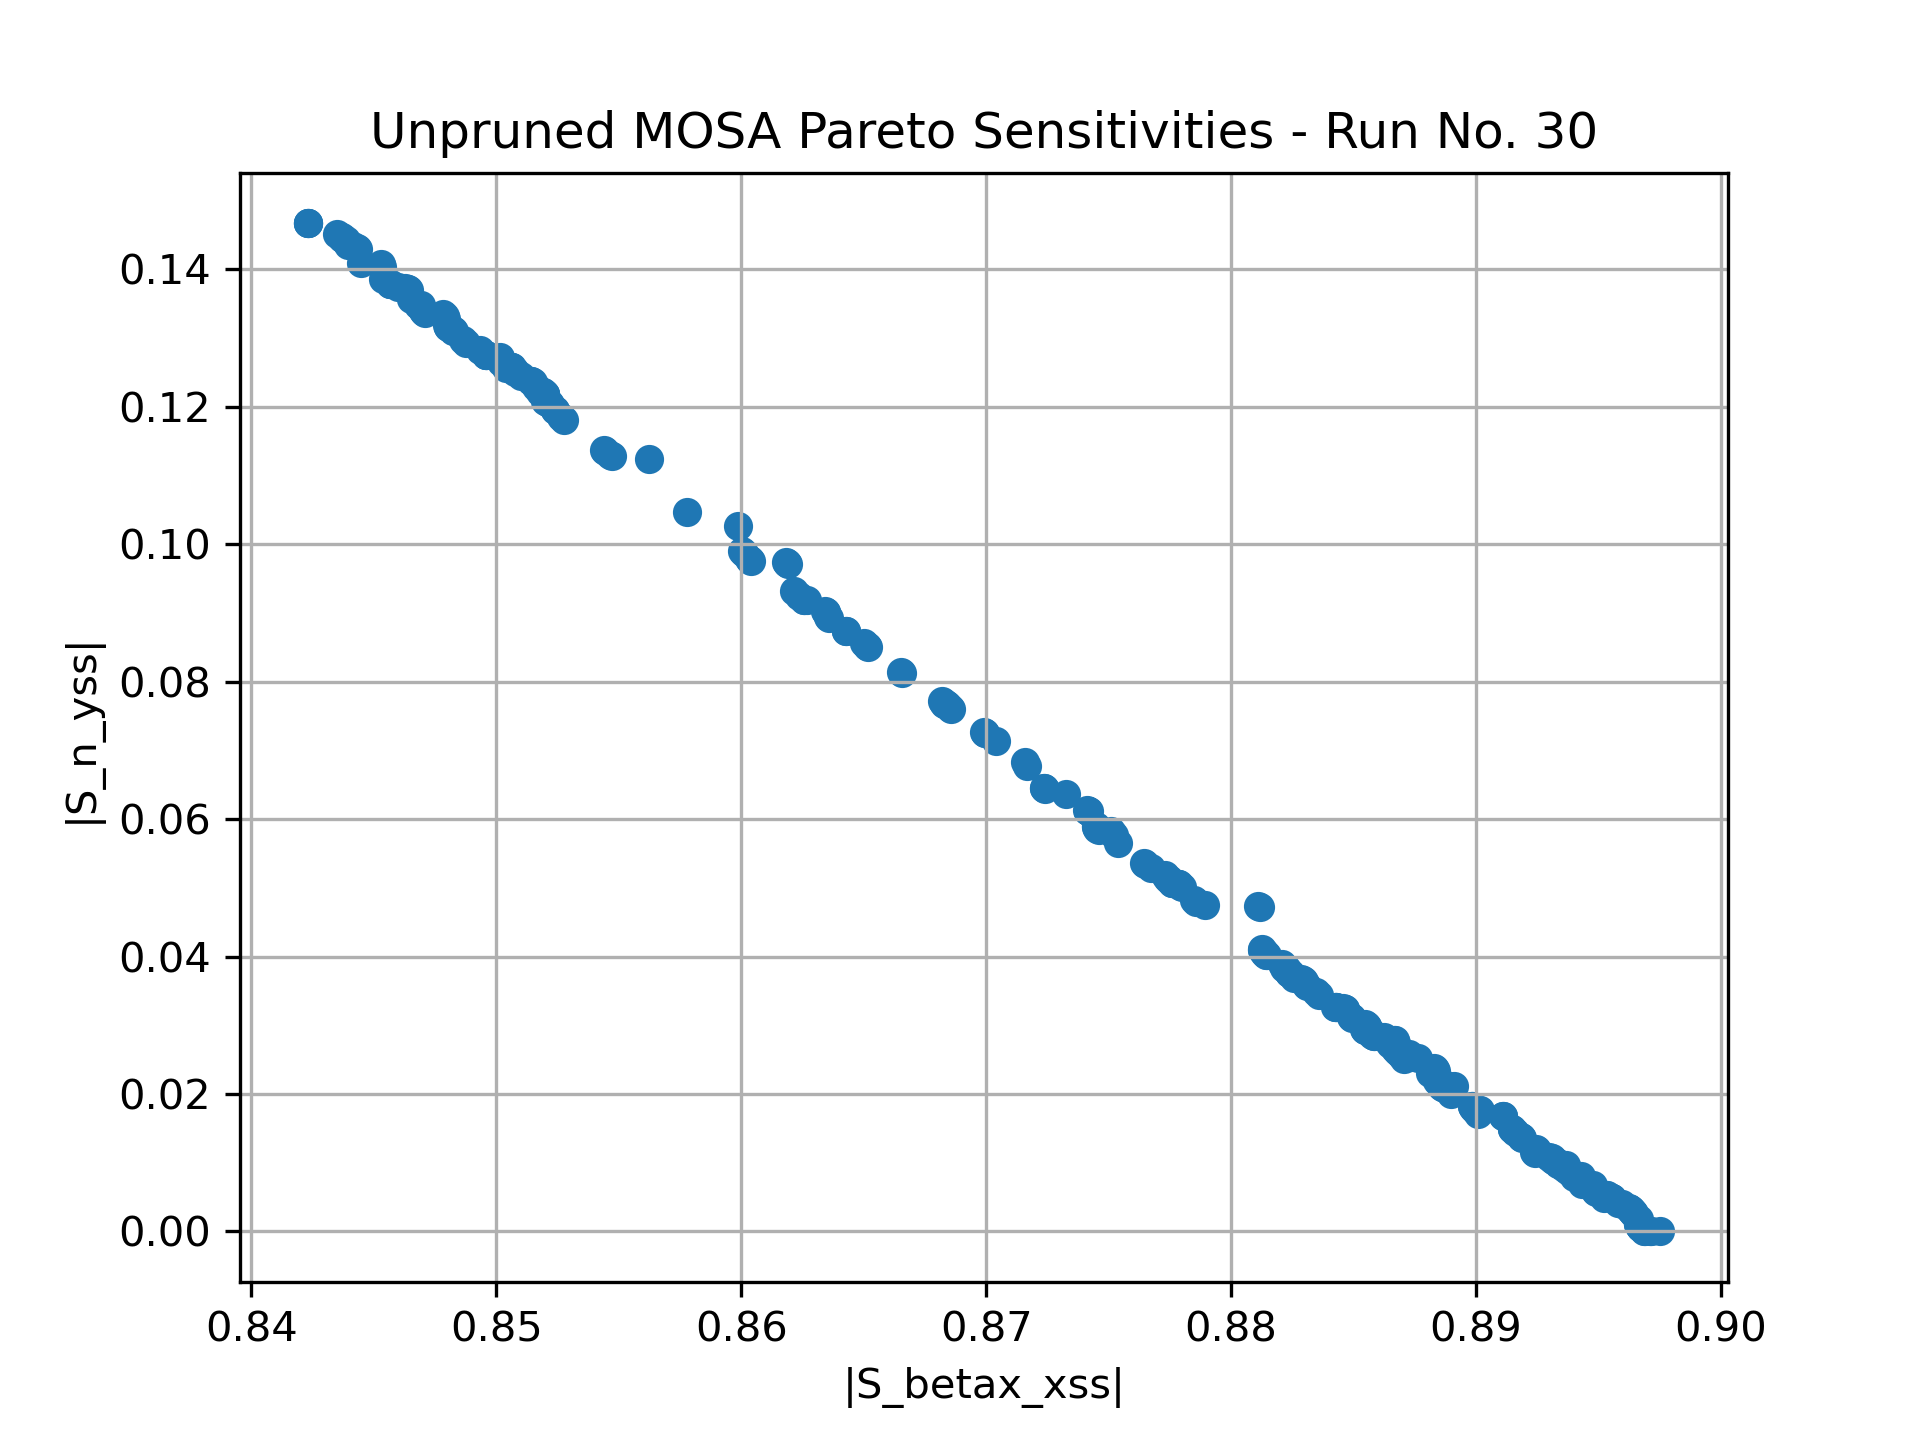 Unpruned MOSA Pareto Sensitivities - Run No. 30
|S_n_yss|
0.14
0.12
0.10
0.08
0.06
0.04
0.02
0.00
0.84 0.85 0.86 0.87 0.88 0.89 0.90
|S_betax_xss|